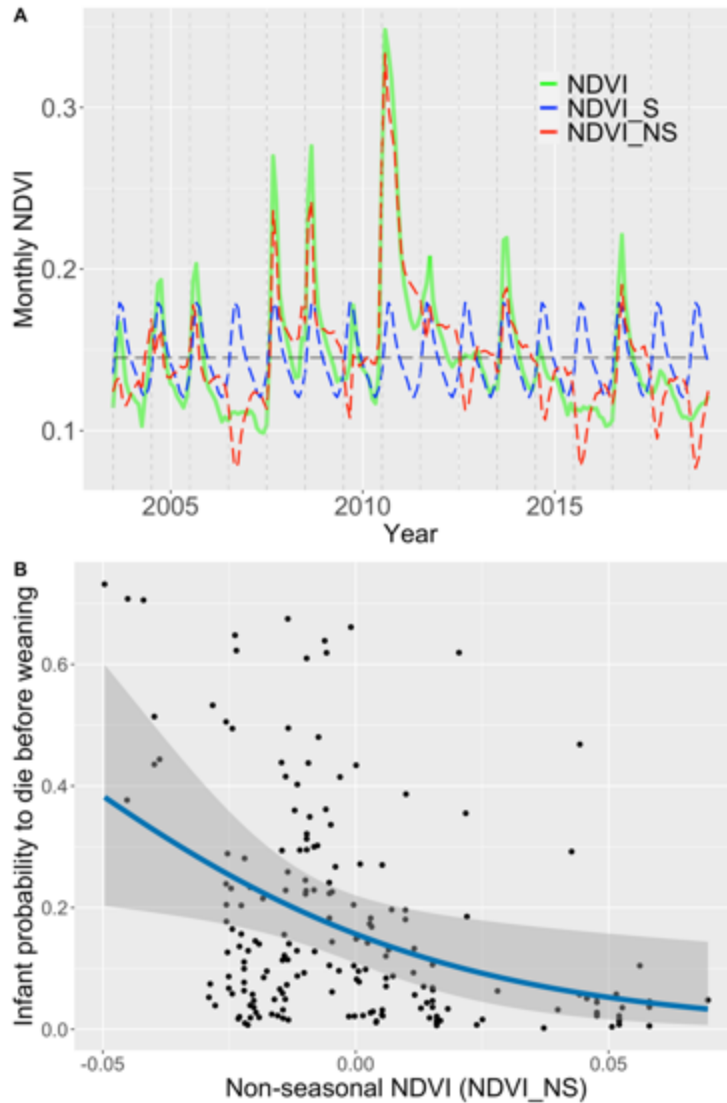 A
Monthly NDVI
0.3
0.2
0.1
NDVI
NDVI_S
NDVI_NS
2005
2010
2015
Year
B
Infant probability to die before weaning
0.6
0.4
0.2
0.0
-0.05
0.00
0.05
Non-seasonal NDVI (NDVI_NS)